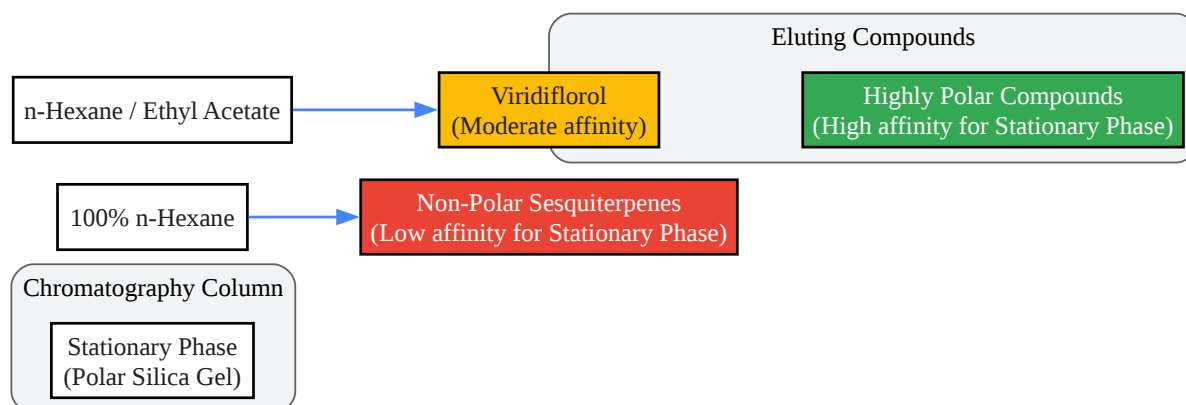 Eluting Compounds
n-Hexane / Ethyl Acetate
Viridiflorol
(Moderate affinity)
Highly Polar Compounds
(High affinity for Stationary Phase)
100% n-Hexane
Non-Polar Sesquiterpenes
(Low affinity for Stationary Phase)
Chromatography Column
Stationary Phase
(Polar Silica Gel)